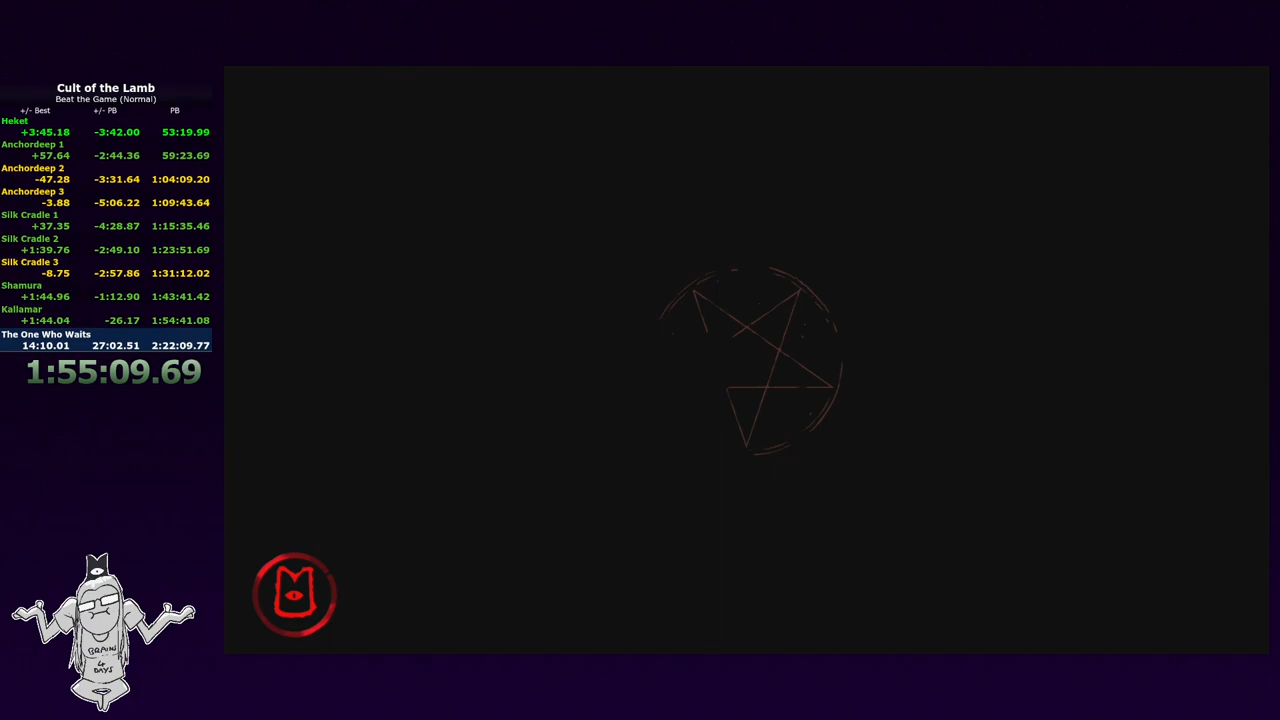 Cult of the Lamb
Beat the Game (Normal)
+/- Best +/- PB PB
Heket
+3:45.18 -3:42.00 53:19.99
Anchordeep 1
+57.64 -2:44.36 59:23.69
Anchordeep 2
-47.28 -3:31.64 1:04:09.20
Anchordeep 3
-3.88 -5:06.22 1:09:43.64
Silk Cradle 1
+37.35 -4:28.87 1:15:35.46
Silk Cradle 2
+1:39.76 -2:49.10 1:23:51.69
Silk Cradle 3
-8.75 -2:57.86 1:31:12.02
Shamura
+1:44.96 -1:12.90 1:43:41.42
Kallamar
+1:44.04 -26.17 1:54:41.08
The One Who Waits
14:10.01 27:02.51 2:22:09.77
1:55:09.69
BRAINS
4
DAYS